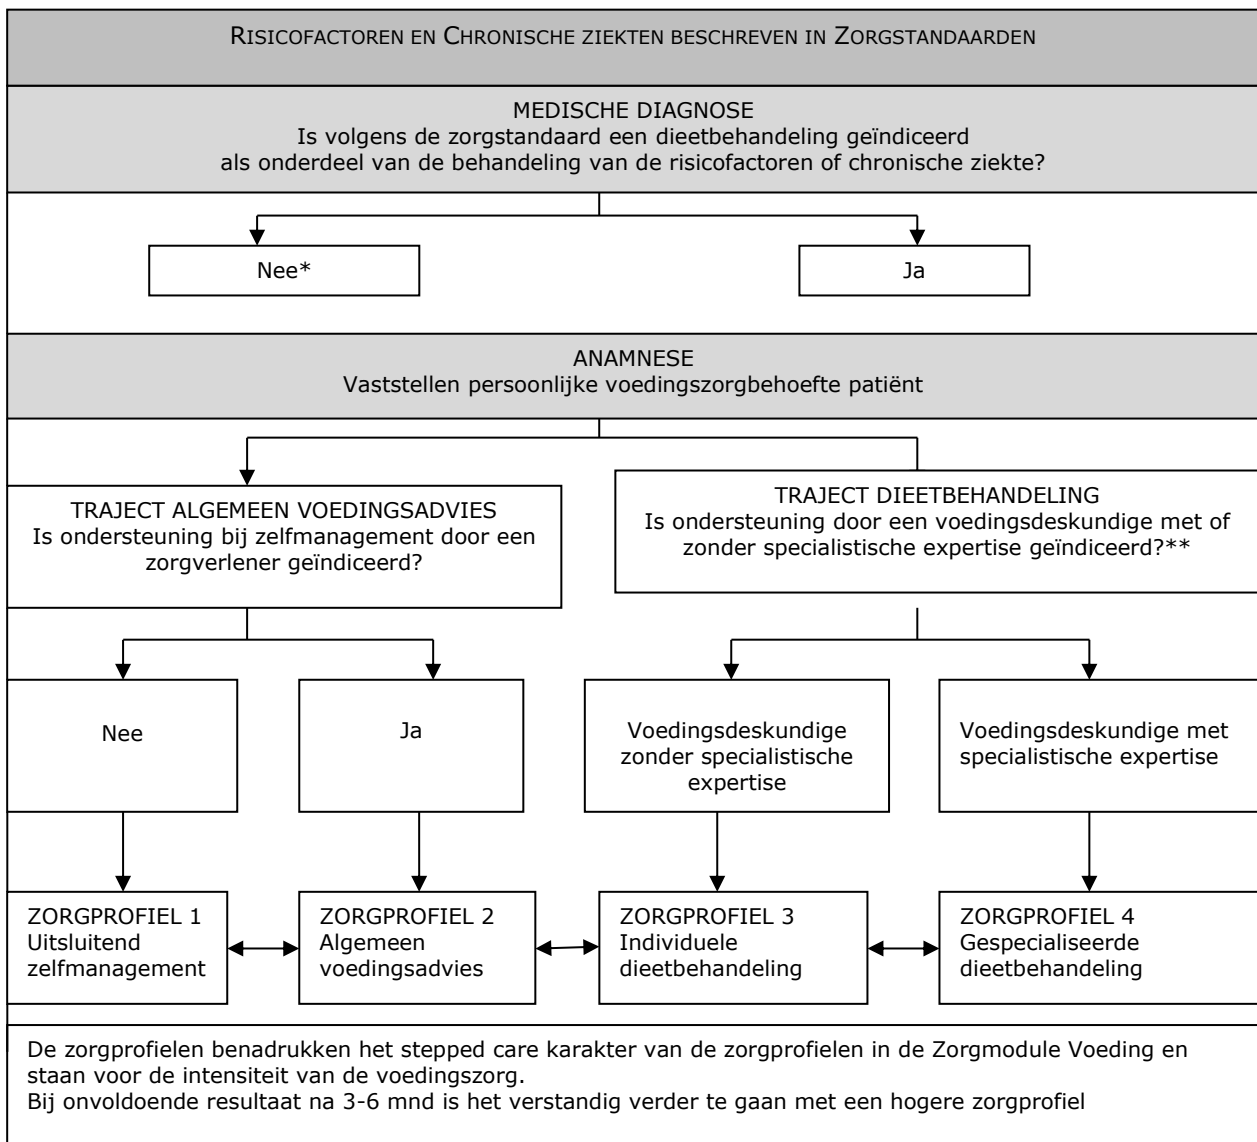 RISICOFACTOREN EN CHRONISCHE ZIEKTEN BESCHREVEN IN ZORGSTANDAARDEN
MEDISCHE DIAGNOSE
Is volgens de zorgstandaard een dieetbehandeling geïndiceerd
als onderdeel van de behandeling van de risicofactoren of chronische ziekte?
Nee*
Ja
ANAMNESE
Vaststellen persoonlijke voedingszorgbehoefte patiënt
TRAJECT ALGEMEEN VOEDINGSADVIES
Is ondersteuning bij zelfmanagement door een
zorgverlener geïndiceerd?
TRAJECT DIEETBEHANDELING
Is ondersteuning door een voedingsdeskundige met of
zonder specialistische expertise geïndiceerd?**
Nee
Ja
Voedingsdeskundige
zonder specialistische
expertise
Voedingsdeskundige met
specialistische expertise
ZORGPROFIEL 1
Uitsluitend
zelfmanagement
ZORGPROFIEL 2
Algemeen
voedingsadvies
ZORGPROFIEL 3
Individuele
dieetbehandeling
ZORGPROFIEL 4
Gespecialiseerde
dieetbehandeling
De zorgprofielen benadrukken het stepped care karakter van de zorgprofielen in de Zorgmodule Voeding en
staan voor de intensiteit van de voedingszorg.
Bij onvoldoende resultaat na 3-6 mnd is het verstandig verder te gaan met een hogere zorgprofiel